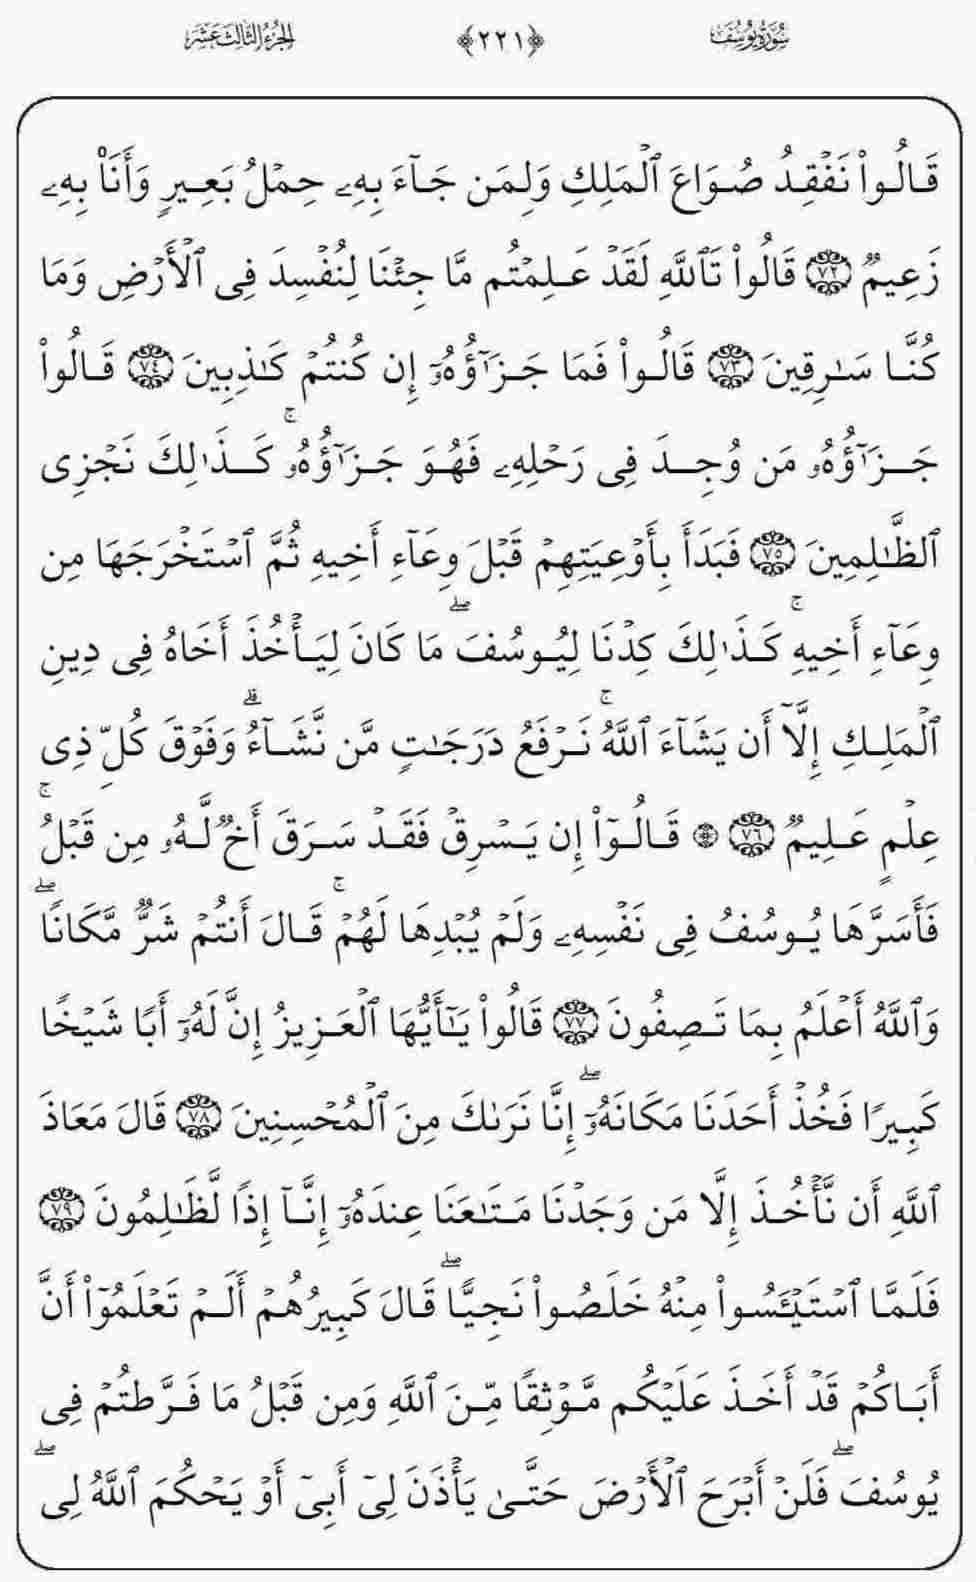 سُورَةُ يُوسُفَ ﴿٢٢١﴾ الجُزْءُ الثَّالِثَ عَشَرَ
قَالُوا۟ نَفْقِدُ صُوَاعَ ٱلْمَلِكِ وَلِمَن جَآءَ بِهِۦ حِمْلُ بَعِيرٍ وَأَنَا۠ بِهِۦ
زَعِيمٌ ٧٢ قَالُوا۟ تَٱللَّهِ لَقَدْ عَلِمْتُم مَّا جِئْنَا لِنُفْسِدَ فِى ٱلْأَرْضِ وَمَا
كُنَّا سَـٰرِقِينَ ٧٣ قَالُوا۟ فَمَا جَزَٰٓؤُهُۥٓ إِن كُنتُمْ كَـٰذِبِينَ ٧٤ قَالُوا۟
جَزَٰٓؤُهُۥ مَن وُجِدَ فِى رَحْلِهِۦ فَهُوَ جَزَٰٓؤُهُۥ ۚ كَذَٰلِكَ نَجْزِى
ٱلظَّـٰلِمِينَ ٧٥ فَبَدَأَ بِأَوْعِيَتِهِمْ قَبْلَ وِعَآءِ أَخِيهِ ثُمَّ ٱسْتَخْرَجَهَا مِن
وِعَآءِ أَخِيهِ ۚ كَذَٰلِكَ كِدْنَا لِيُوسُفَ ۖ مَا كَانَ لِيَأْخُذَ أَخَاهُ فِى دِينِ
ٱلْمَلِكِ إِلَّآ أَن يَشَآءَ ٱللَّهُ ۚ نَرْفَعُ دَرَجَـٰتٍ مَّن نَّشَآءُ ۗ وَفَوْقَ كُلِّ ذِى
عِلْمٍ عَلِيمٌ ٧٦ ۞ قَالُوٓا۟ إِن يَسْرِقْ فَقَدْ سَرَقَ أَخٌ لَّهُۥ مِن قَبْلُ ۚ
فَأَسَرَّهَا يُوسُفُ فِى نَفْسِهِۦ وَلَمْ يُبْدِهَا لَهُمْ ۚ قَالَ أَنتُمْ شَرٌّ مَّكَانًا ۖ
وَٱللَّهُ أَعْلَمُ بِمَا تَصِفُونَ ٧٧ قَالُوا۟ يَـٰٓأَيُّهَا ٱلْعَزِيزُ إِنَّ لَهُۥٓ أَبًا شَيْخًا
كَبِيرًا فَخُذْ أَحَدَنَا مَكَانَهُۥٓ ۖ إِنَّا نَرَىٰكَ مِنَ ٱلْمُحْسِنِينَ ٧٨ قَالَ مَعَاذَ
ٱللَّهِ أَن نَّأْخُذَ إِلَّا مَن وَجَدْنَا مَتَـٰعَنَا عِندَهُۥٓ إِنَّآ إِذًا لَّظَـٰلِمُونَ ٧٩
فَلَمَّا ٱسْتَيْـَٔسُوا۟ مِنْهُ خَلَصُوا۟ نَجِيًّا ۖ قَالَ كَبِيرُهُمْ أَلَمْ تَعْلَمُوٓا۟ أَنَّ
أَبَاكُمْ قَدْ أَخَذَ عَلَيْكُم مَّوْثِقًا مِّنَ ٱللَّهِ وَمِن قَبْلُ مَا فَرَّطتُمْ فِى
يُوسُفَ ۖ فَلَنْ أَبْرَحَ ٱلْأَرْضَ حَتَّىٰ يَأْذَنَ لِىٓ أَبِىٓ أَوْ يَحْكُمَ ٱللَّهُ لِى ۖ